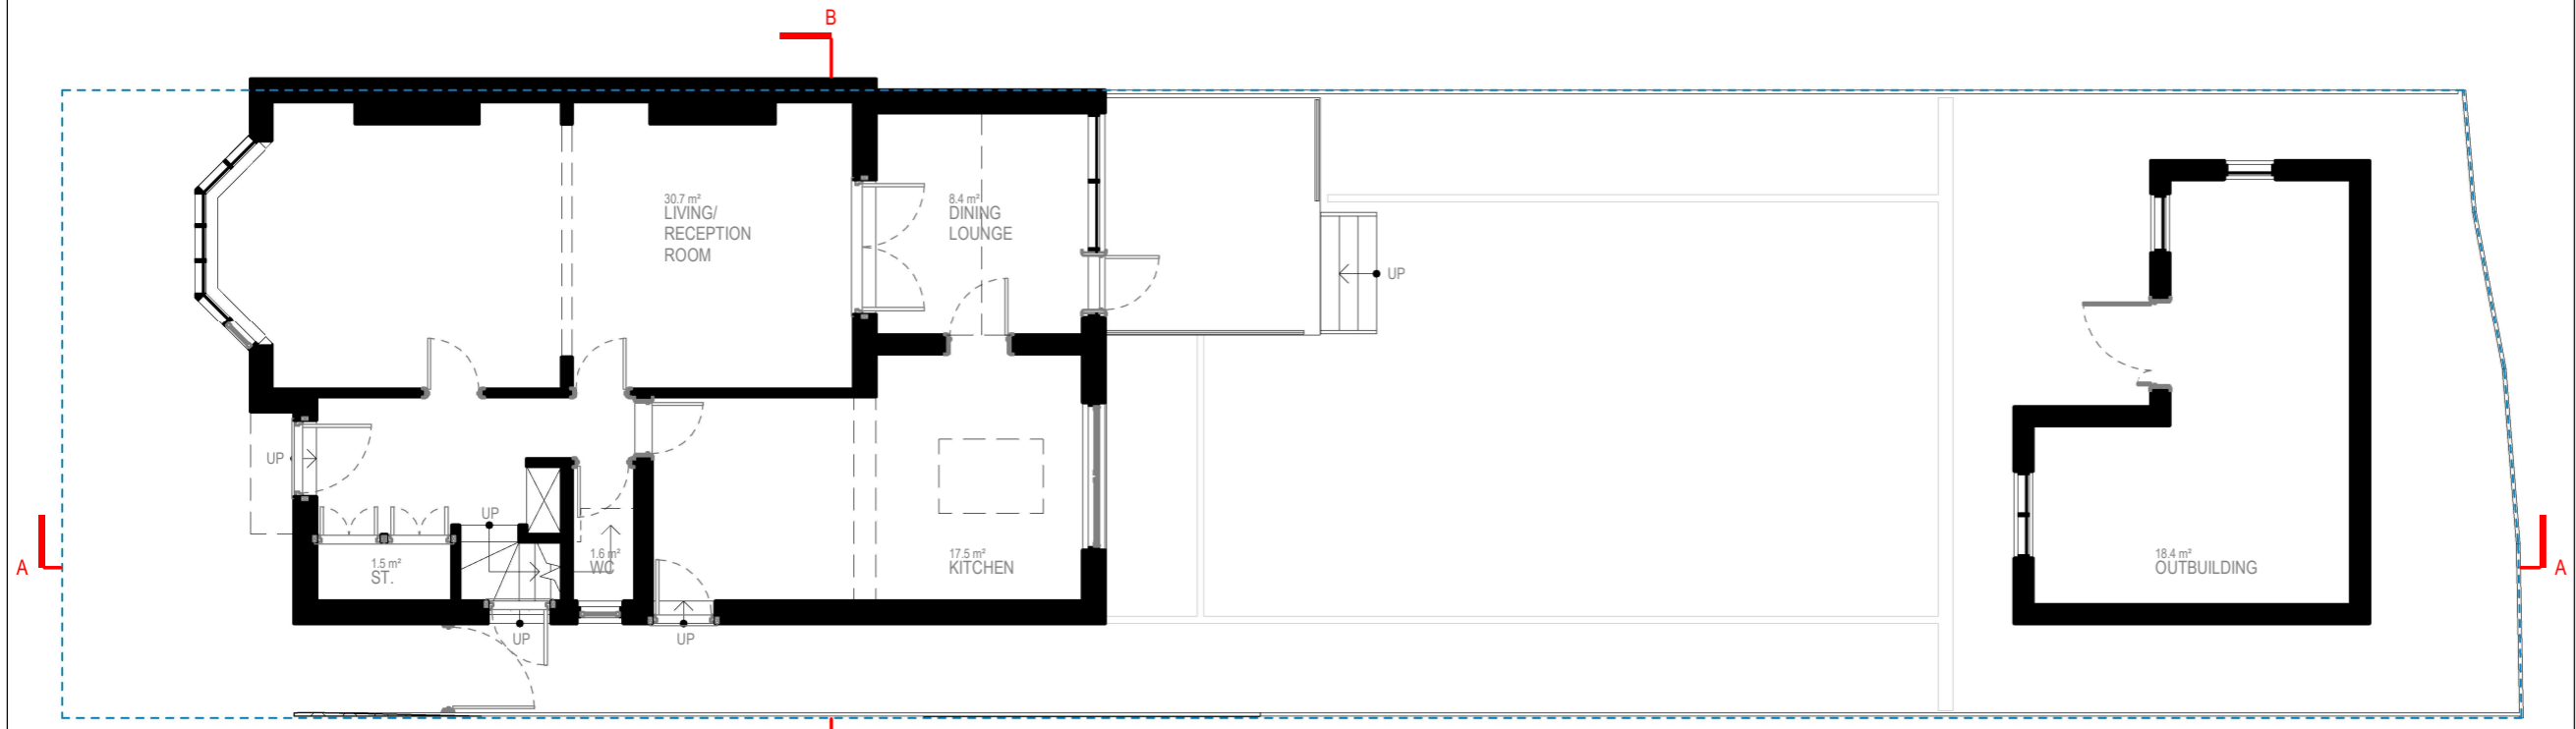 B
30.7 m²
LIVING/
RECEPTION
ROOM
8.4 m²
DINING
LOUNGE
UP
UP
UP
A
1.5 m²
ST.
1.6 m²
WC
17.5 m²
KITCHEN
18.4 m²
OUTBUILDING
A
UP
UP